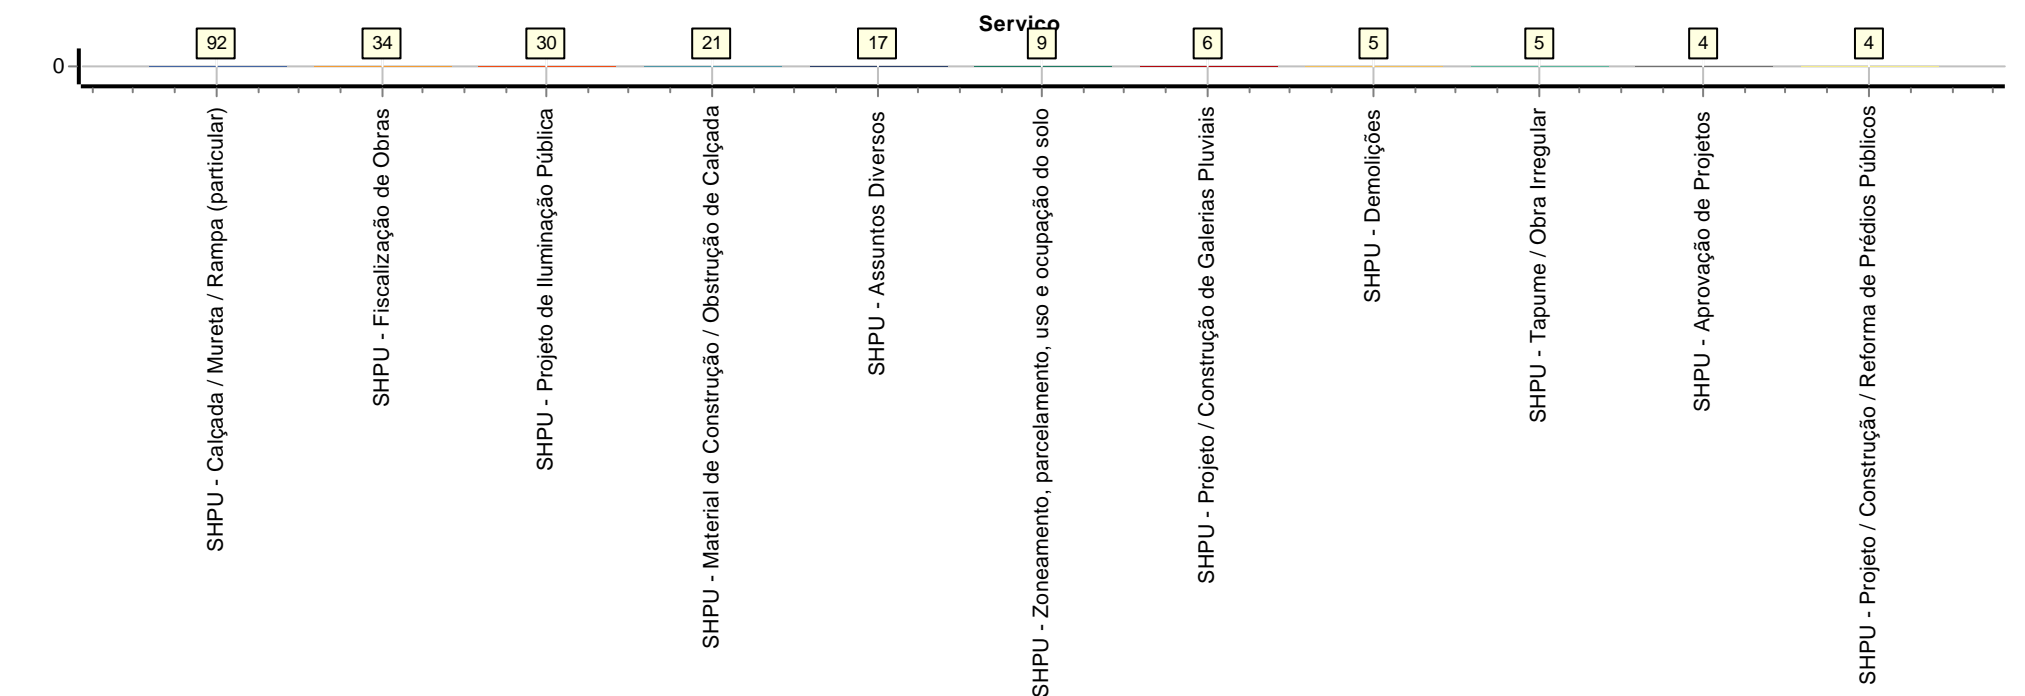 Serviço
92
34
30
21
17
9
6
5
5
4
4
0
SHPU - Calçada / Mureta / Rampa (particular)
SHPU - Fiscalização de Obras
SHPU - Projeto de Iluminação Pública
SHPU - Material de Construção / Obstrução de Calçada
SHPU - Assuntos Diversos
SHPU - Zoneamento, parcelamento, uso e ocupação do solo
SHPU - Projeto / Construção de Galerias Pluviais
SHPU - Demolições
SHPU - Tapume / Obra Irregular
SHPU - Aprovação de Projetos
SHPU - Projeto / Construção / Reforma de Prédios Públicos